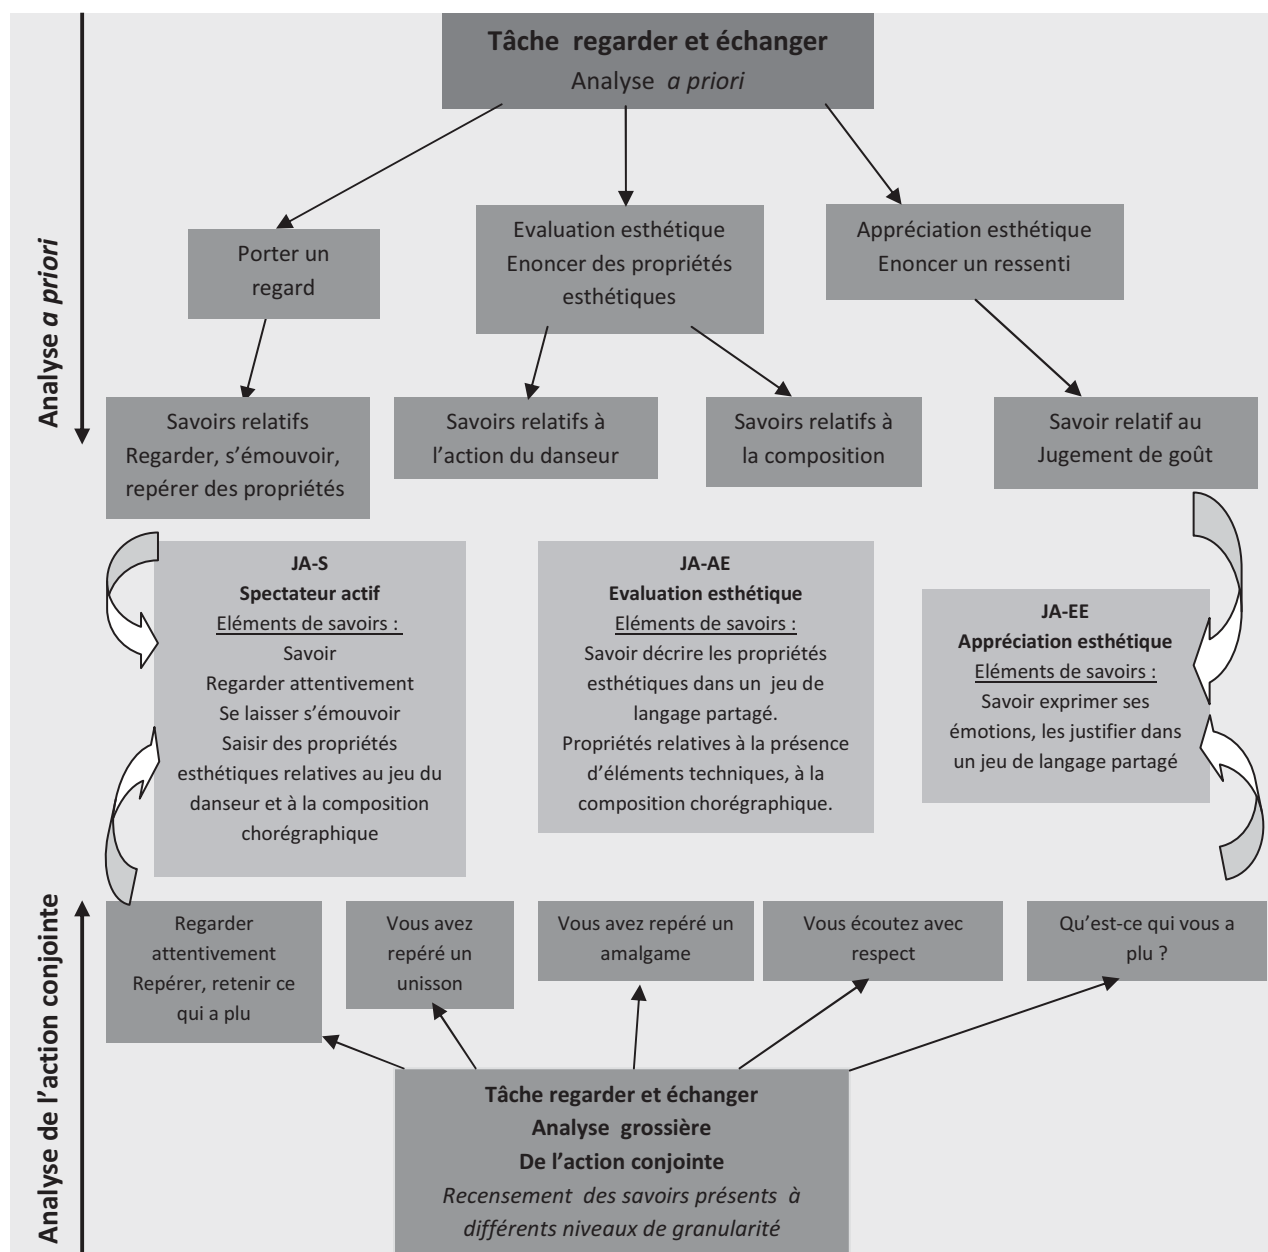 Tâche regarder et échanger
Analyse a priori
Analyse a priori
Porter un
regard
Evaluation esthétique
Enoncer des propriétés
esthétiques
Appréciation esthétique
Enoncer un ressenti
Savoirs relatifs
Regarder, s’émouvoir,
repérer des propriétés
Savoirs relatifs à
l’action du danseur
Savoirs relatifs à
la composition
Savoir relatif au
Jugement de goût
JA-S
Spectateur actif
Eléments de savoirs :
Savoir
Regarder attentivement
Se laisser s’émouvoir
Saisir des propriétés
esthétiques relatives au jeu du
danseur et à la composition
chorégraphique
JA-AE
Evaluation esthétique
Eléments de savoirs :
Savoir décrire les propriétés
esthétiques dans un jeu de
langage partagé.
Propriétés relatives à la présence
d’éléments techniques, à la
composition chorégraphique.
JA-EE
Appréciation esthétique
Eléments de savoirs :
Savoir exprimer ses
émotions, les justifier dans
un jeu de langage partagé
Analyse de l’action conjointe
Regarder
attentivement
Repérer, retenir ce
qui a plu
Vous avez
repéré un
unisson
Vous avez repéré un
amalgame
Vous écoutez avec
respect
Qu’est-ce qui vous a
plu ?
Tâche regarder et échanger
Analyse grossière
De l’action conjointe
Recensement des savoirs présents à
différents niveaux de granularité